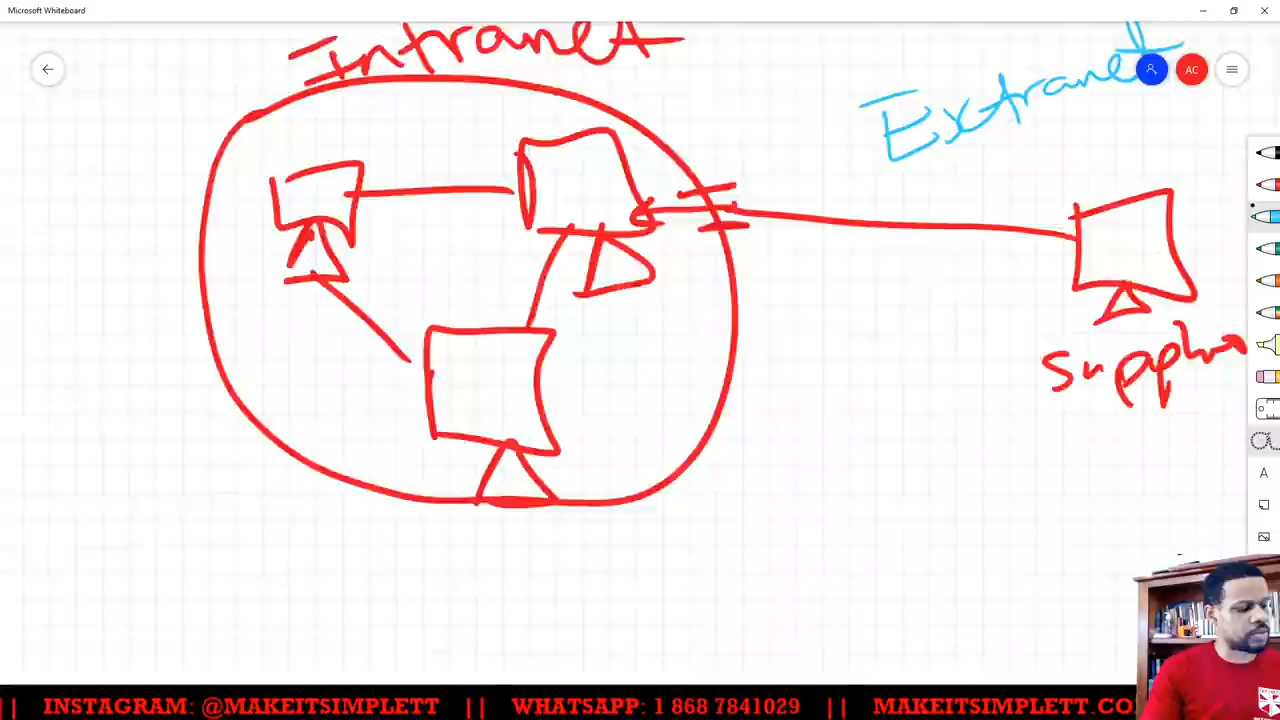 Microsoft Whiteboard
Intranet
Extranet
AC
A
|| INSTAGRAM: @MAKEITSIMPLETT || WHATSAPP: 1 868 7841029 || MAKEITSIMPLETT.CO